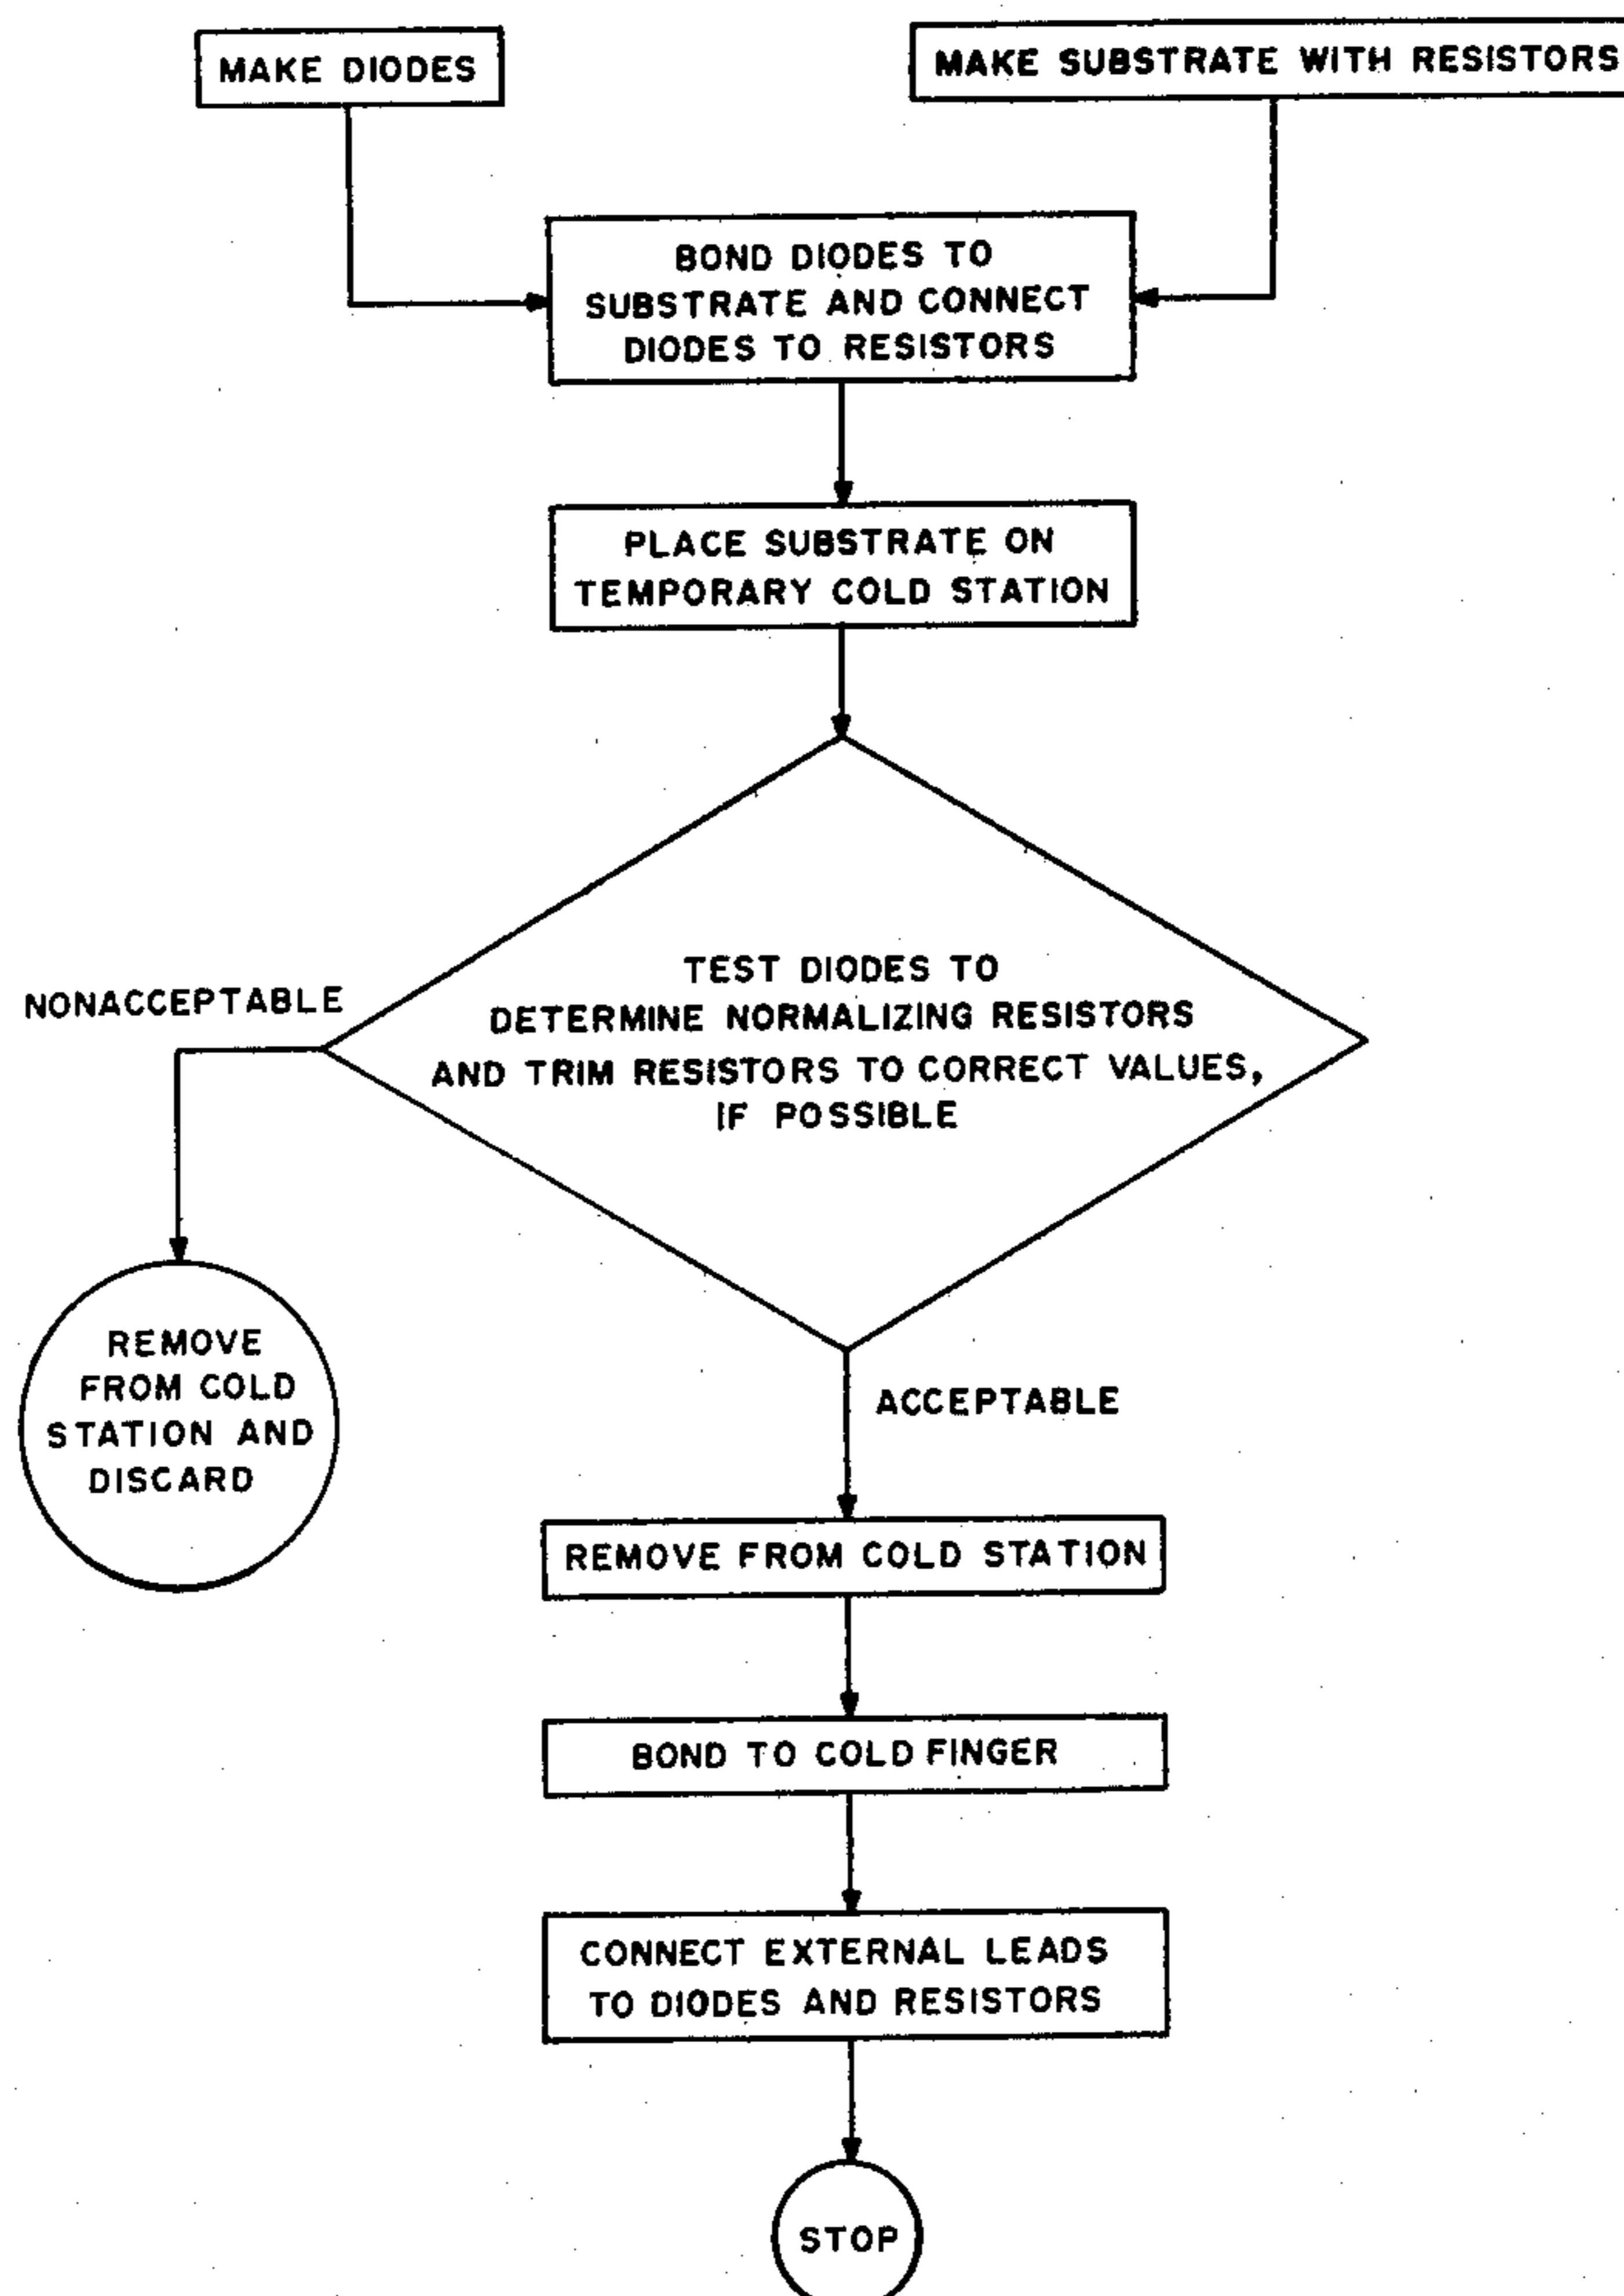 MAKE DIODES
MAKE SUBSTRATE WITH RESISTORS
BOND DIODES TO
SUBSTRATE AND CONNECT
DIODES TO RESISTORS
PLACE SUBSTRATE ON
TEMPORARY COLD STATION
TEST DIODES TO
DETERMINE NORMALIZING RESISTORS
AND TRIM RESISTORS TO CORRECT VALUES,
IF POSSIBLE
NONACCEPTABLE
REMOVE
FROM COLD
STATION AND
DISCARD
ACCEPTABLE
REMOVE FROM COLD STATION
BOND TO COLD FINGER
CONNECT EXTERNAL LEADS
TO DIODES AND RESISTORS
STOP